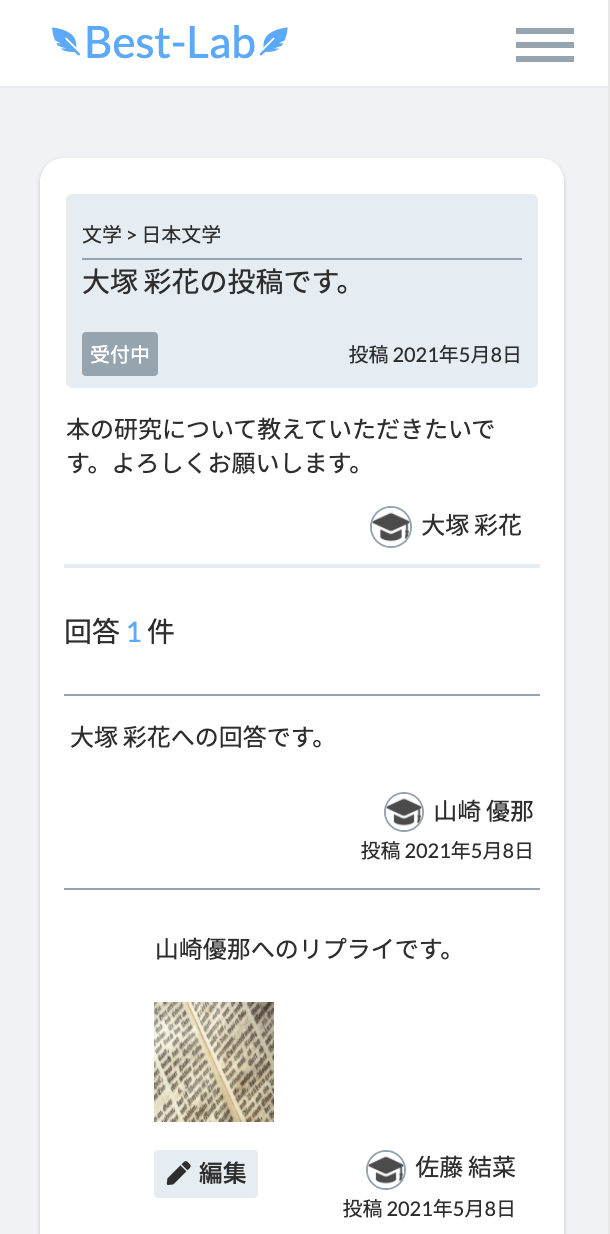 Best-Lab
文学 > 日本文学
大塚 彩花の投稿です。
受付中
投稿 2021年5月8日
本の研究について教えていただきたいで
す。よろしくお願いします。
大塚 彩花
回答 1 件
大塚 彩花への回答です。
山崎 優那
投稿 2021年5月8日
山崎優那へのリプライです。
編集
佐藤 結菜
投稿 2021年5月8日